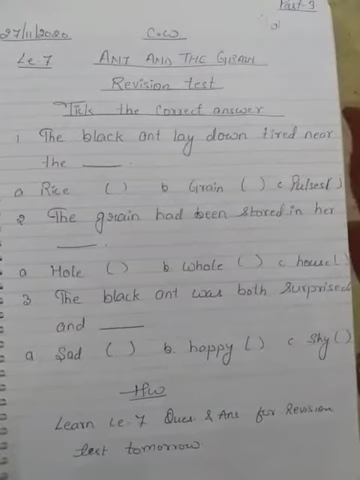 Part-3
27/11/2020 C.W
Le-7 ANT AND THE GRAIN
Revision test
Tick the correct answer
1 The black ant lay down tired near
the ____.
a Rice ( ) b Grain ( ) c Pulses( )
2 The grain had been stored in her
____.
a Hole ( ) b. whole ( ) c house( )
3 The black ant was both surprised
and ____
a Sad ( ) b. happy ( ) c shy ( )
HW
Learn Le-7 Ques & Ans for Revision
test tomorrow.